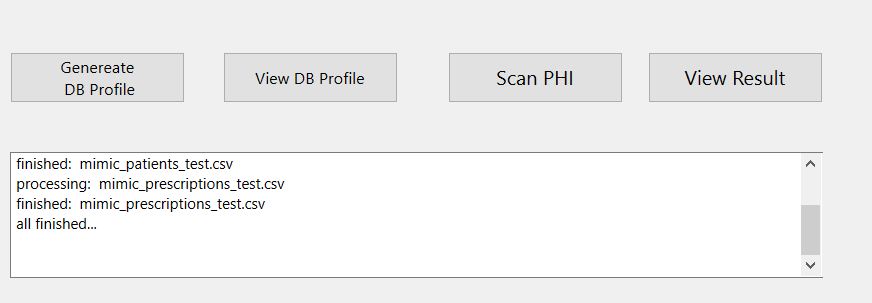 Genereate
DB Profile
View DB Profile
Scan PHI
View Result
finished:  mimic_patients_test.csv
processing:  mimic_prescriptions_test.csv
finished:  mimic_prescriptions_test.csv
all finished...